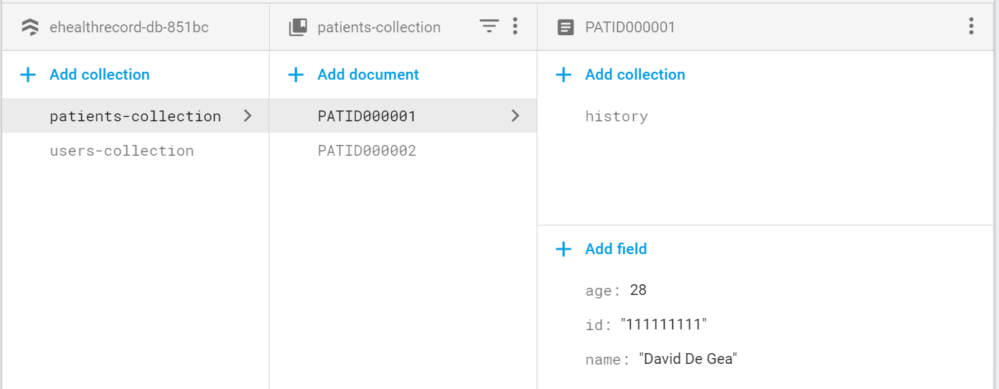 ehealthrecord-db-851bc
patients-collection
PATID000001
Add collection
Add document
Add collection
patients-collection
PATID000001
history
users-collection
PATID000002
Add field
age: 28
id: "111111111"
name: "David De Gea"